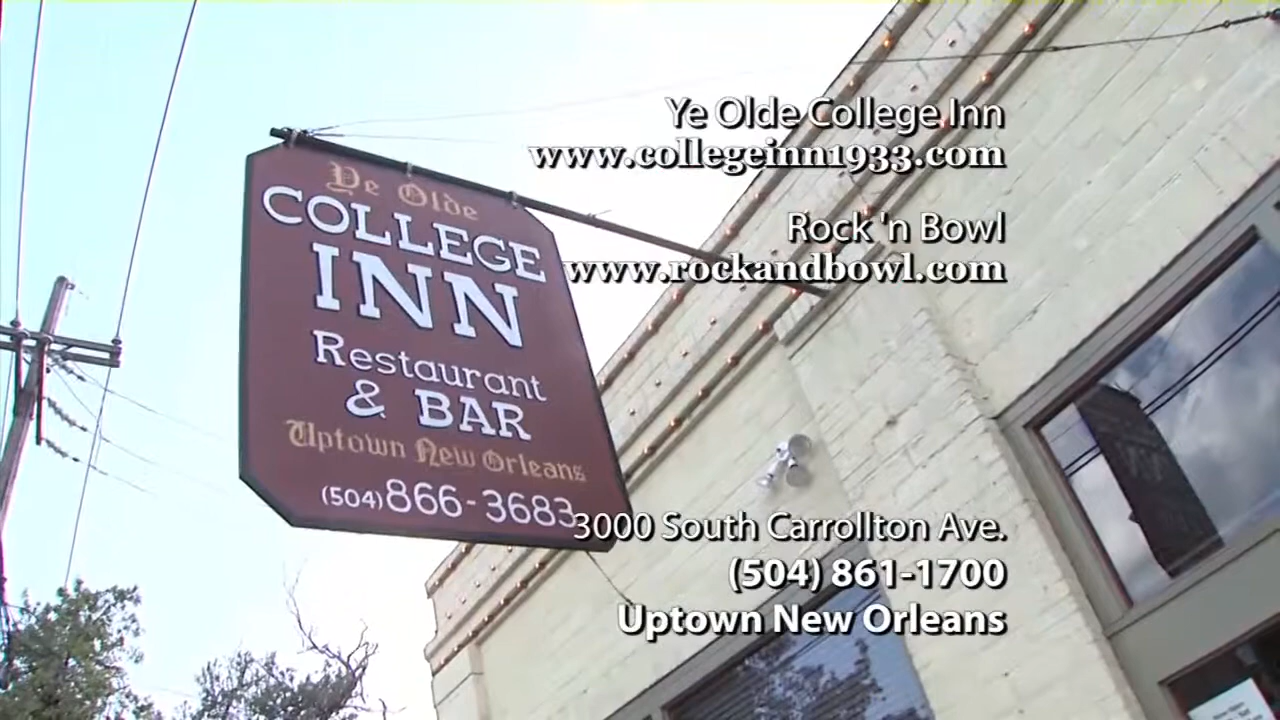 Ye Olde
COLLEGE
INN
Restaurant
& BAR
Uptown New Orleans
(504) 866-3683
Ye Olde College Inn
www.collegeinn1933.com
Rock 'n Bowl
www.rockandbowl.com
3000 South Carrollton Ave.
(504) 861-1700
Uptown New Orleans